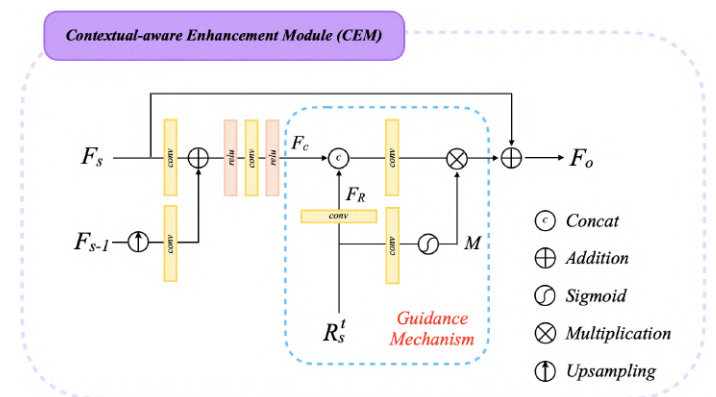 Contextual-aware Enhancement Module (CEM)
F_s
conv
relu
conv
relu
F_c
c
conv
F_o
F_R
conv
F_{s-1}
conv
conv
M
R_s^t
Guidance
Mechanism
c Concat
Addition
Sigmoid
Multiplication
Upsampling